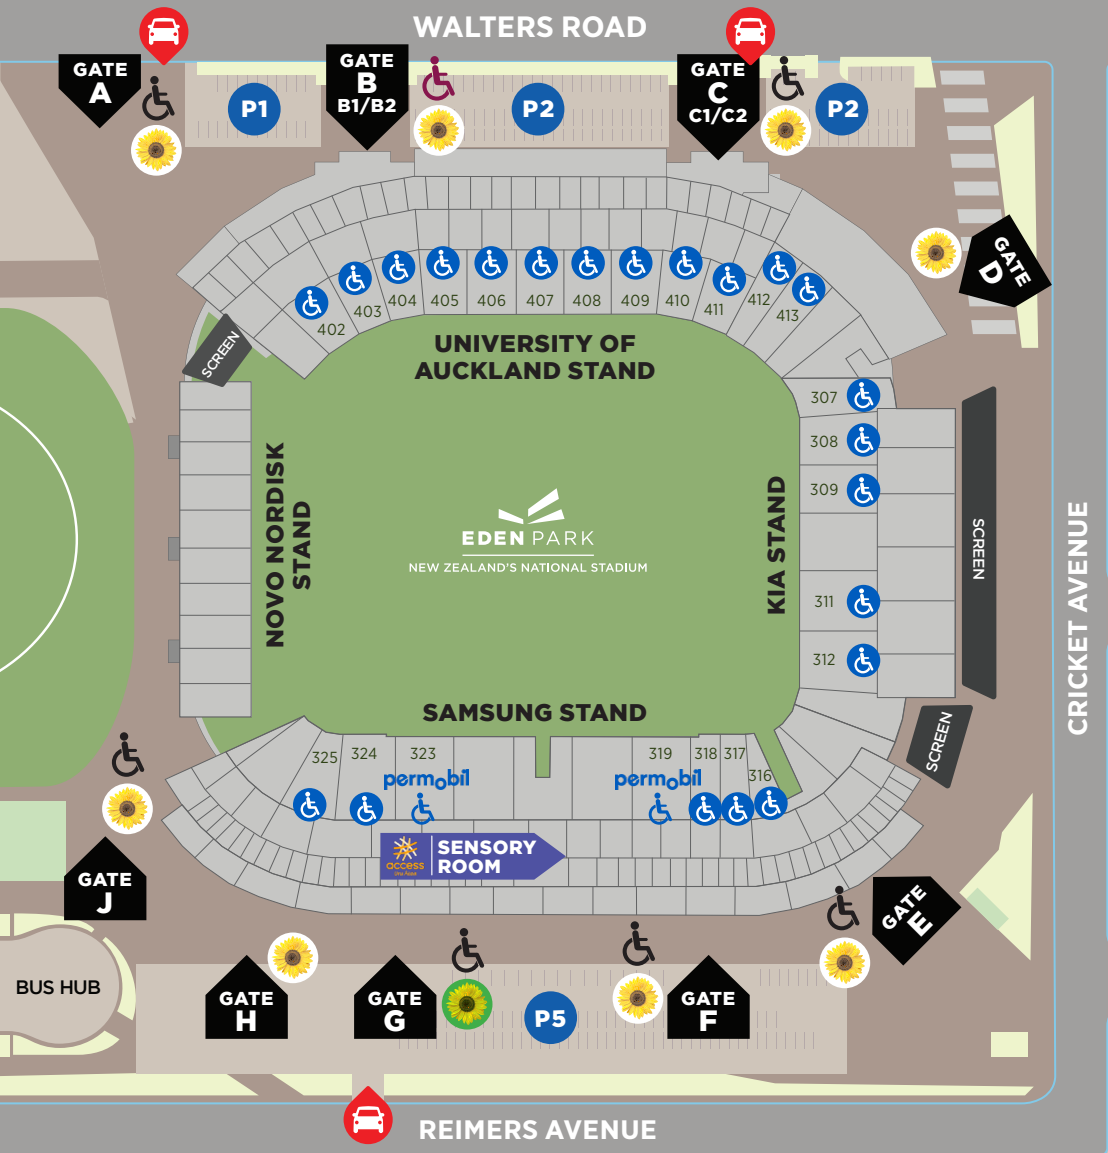 WALTERS ROAD
GATE
A
P1
GATE
B
B1/B2
P2
GATE
C
C1/C2
P2
GATE
D
402
403
404
405
406
407
408
409
410
411
412
413
SCREEN
UNIVERSITY OF
AUCKLAND STAND
307
308
309
311
312
NOVO NORDISK
STAND
EDEN PARK
NEW ZEALAND'S NATIONAL STADIUM
KIA STAND
SCREEN
CRICKET AVENUE
SAMSUNG STAND
SCREEN
325
324
323
permobil
319
permobil
318
317
316
access
SENSORY
ROOM
GATE
J
GATE
E
BUS HUB
GATE
H
GATE
G
P5
GATE
F
REIMERS AVENUE